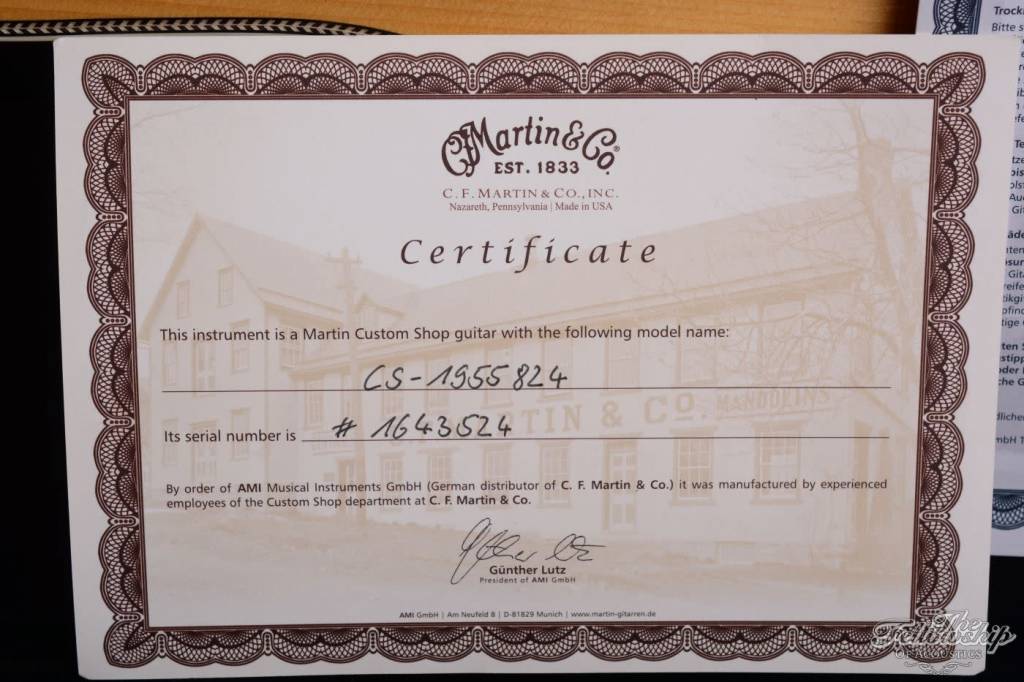 CF Martin & Co.®
EST. 1833
C. F. MARTIN & CO., INC.
Nazareth, Pennsylvania | Made in USA
Certificate
This instrument is a Martin Custom Shop guitar with the following model name:
CS-1955824
TIN & CO. MANDOLINS
Its serial number is # 1643524
By order of AMI Musical Instruments GmbH (German distributor of C. F. Martin & Co.) it was manufactured by experienced
employees of the Custom Shop department at C. F. Martin & Co.
Günther Lutz
President of AMI GmbH
AMI GmbH | Am Neufeld 8 | D-81829 Munich | www.martin-gitarren.de
The
Fellowship
OF ACOUSTICS
Bitte